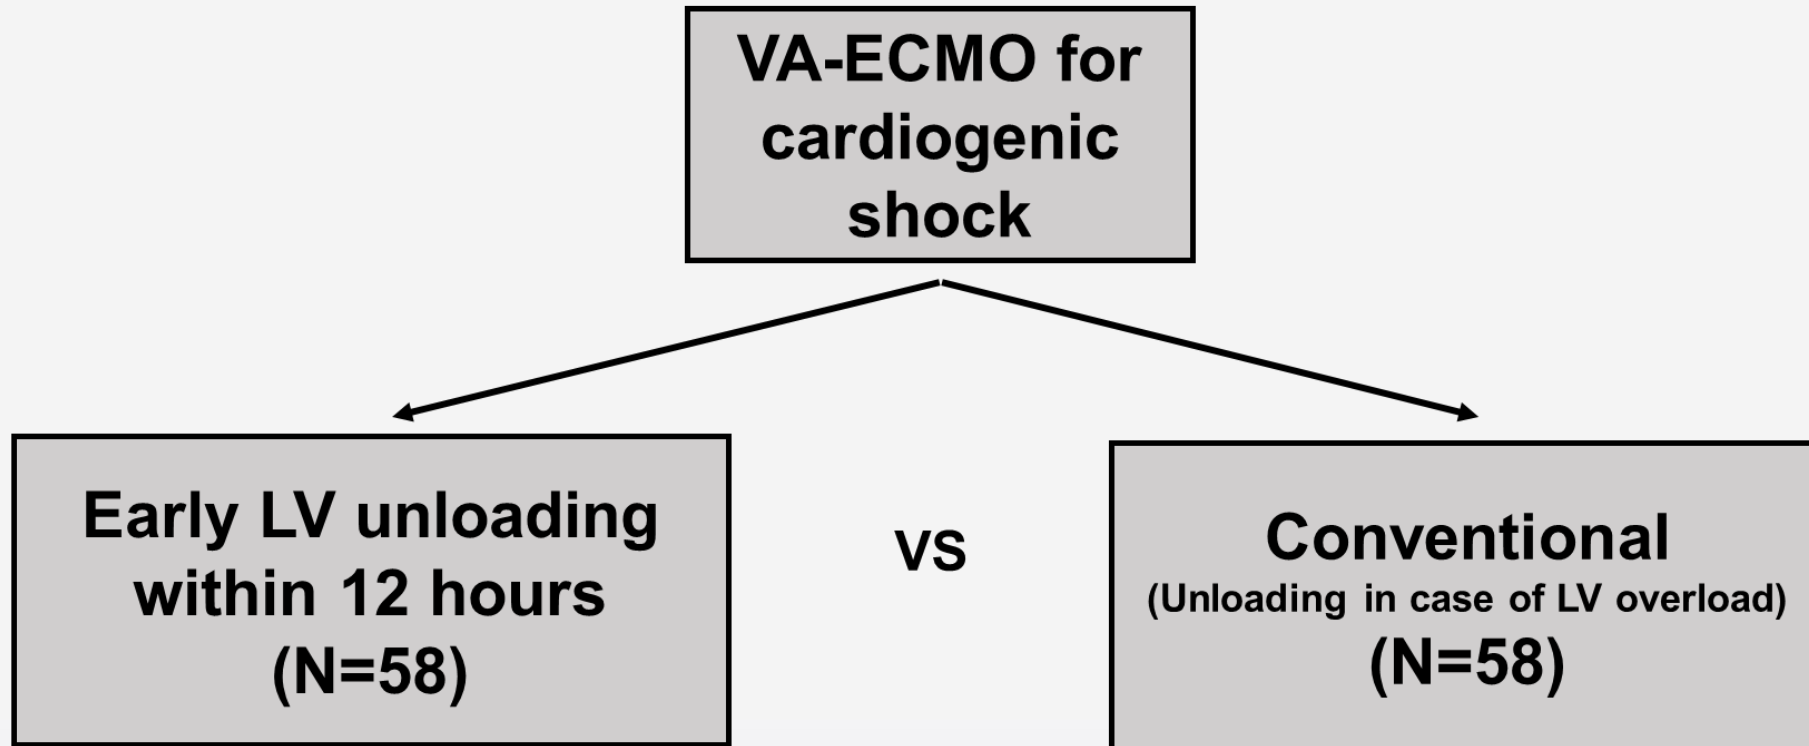 VA-ECMO for
cardiogenic
shock
Early LV unloading
within 12 hours
(N=58)
VS
Conventional
(Unloading in case of LV overload)
(N=58)